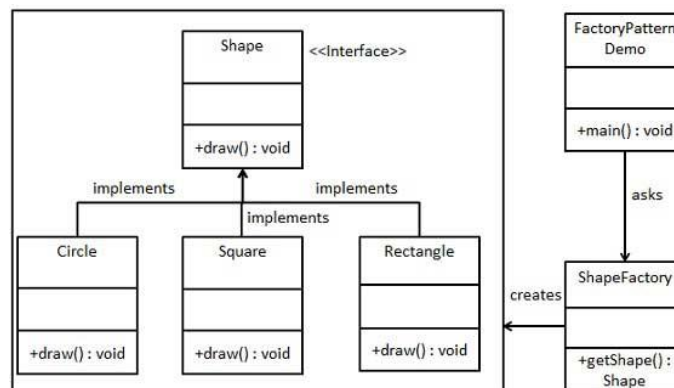 Shape
<<Interface>>
+draw() : void
implements
implements
implements
Circle
+draw() : void
Square
+draw() : void
Rectangle
+draw() : void
FactoryPattern
Demo
+main() : void
asks
creates
ShapeFactory
+getShape() :
Shape